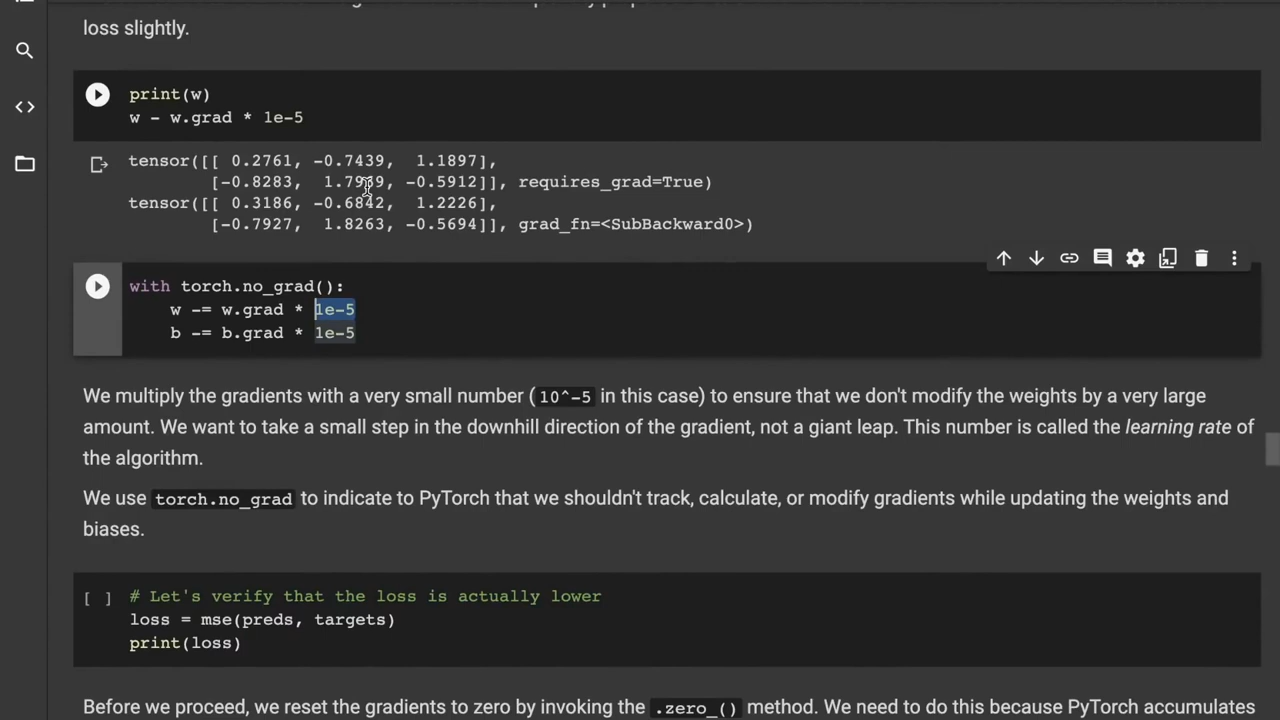 loss slightly.
print(w)
w - w.grad * 1e-5
tensor([[ 0.2761, -0.7439, 1.1897],
[-0.8283, 1.7969, -0.5912]], requires_grad=True)
tensor([[ 0.3186, -0.6842, 1.2226],
[-0.7927, 1.8263, -0.5694]], grad_fn=<SubBackward0>)
with torch.no_grad():
w -= w.grad * 1e-5
b -= b.grad * 1e-5
We multiply the gradients with a very small number ( 10^-5 in this case) to ensure that we don't modify the weights by a very large
amount. We want to take a small step in the downhill direction of the gradient, not a giant leap. This number is called the learning rate of
the algorithm.
We use torch.no_grad to indicate to PyTorch that we shouldn't track, calculate, or modify gradients while updating the weights and
biases.
[ ] # Let's verify that the loss is actually lower
loss = mse(preds, targets)
print(loss)
Before we proceed, we reset the gradients to zero by invoking the .zero_() method. We need to do this because PyTorch accumulates